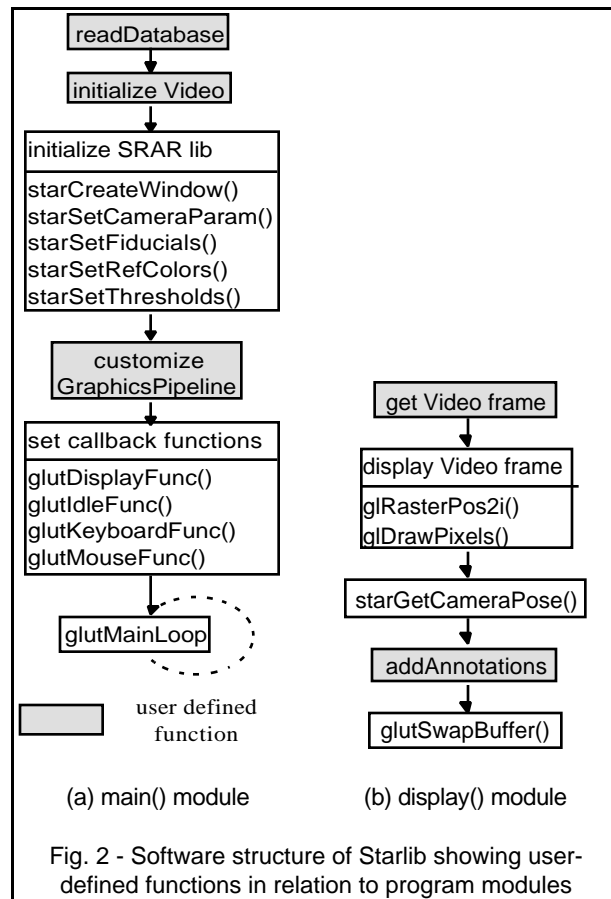 readDatabase
initialize Video
initialize SRAR lib
starCreateWindow()
starSetCameraParam()
starSetFiducials()
starSetRefColors()
starSetThresholds()
customize
GraphicsPipeline
set callback functions
glutDisplayFunc()
glutIdleFunc()
glutKeyboardFunc()
glutMouseFunc()
glutMainLoop
user defined
function
(a) main() module
get Video frame
display Video frame
glRasterPos2i()
glDrawPixels()
starGetCameraPose()
addAnnotations
glutSwapBuffer()
(b) display() module
Fig. 2 - Software structure of Starlib showing user-
defined functions in relation to program modules